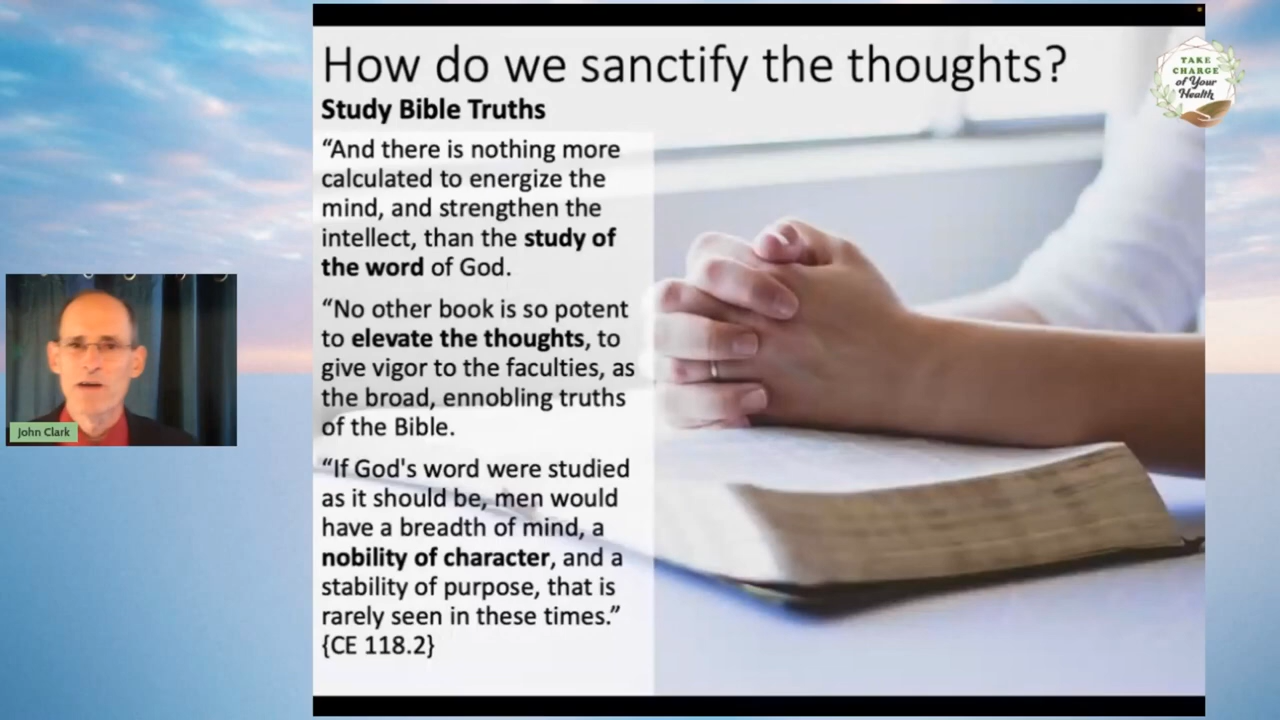 How do we sanctify the thoughts?
Study Bible Truths
“And there is nothing more
calculated to energize the
mind, and strengthen the
intellect, than the study of
the word of God.
“No other book is so potent
to elevate the thoughts, to
give vigor to the faculties, as
the broad, ennobling truths
of the Bible.
“If God's word were studied
as it should be, men would
have a breadth of mind, a
nobility of character, and a
stability of purpose, that is
rarely seen in these times.”
{CE 118.2}
TAKE
CHARGE
of Your
Health
John Clark